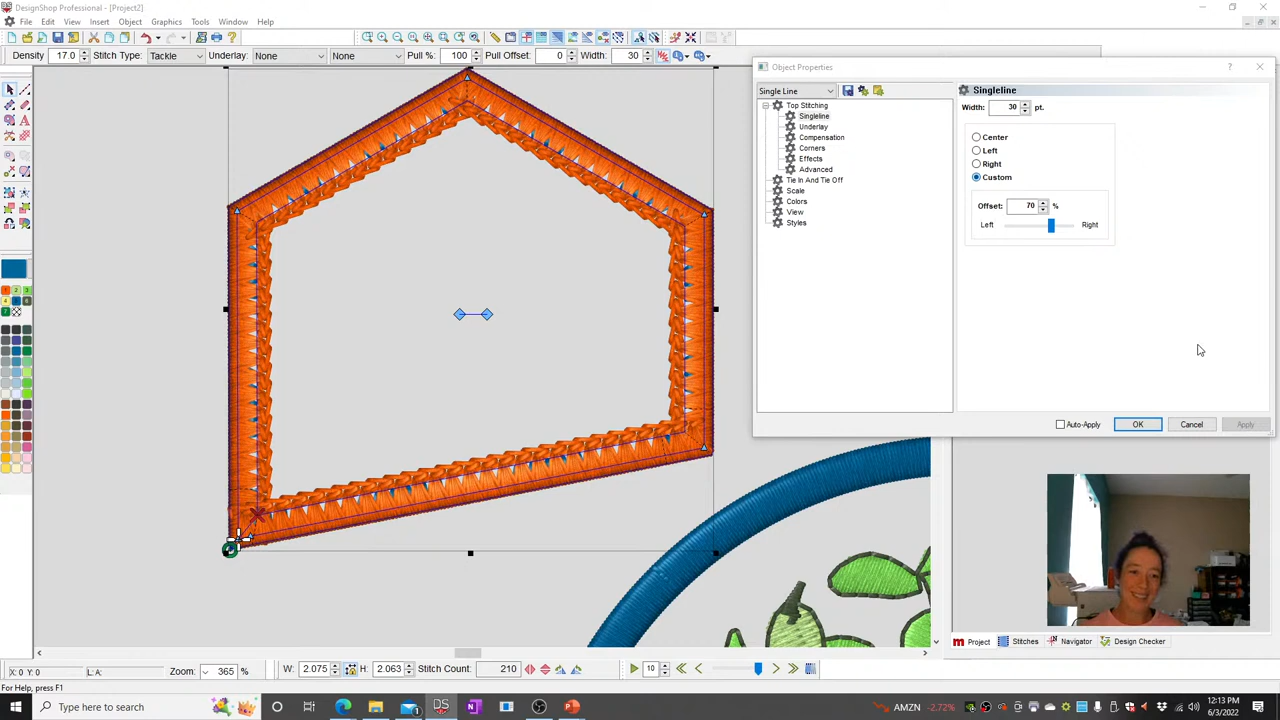 DesignShop Professional - [Project2]
File Edit View Insert Object Graphics Tools Window Help
Density 17.0 Stitch Type: Tackle Underlay: None None Pull %: 100 Pull Offset: 0 Width: 30
Object Properties
Single Line
Top Stitching
Singleline
Underlay
Compensation
Corners
Effects
Advanced
Tie In And Tie Off
Scale
Colors
View
Styles
Singleline
Width: 30 pt.
Center
Left
Right
Custom
Offset: 70 %
Left Right
Auto-Apply OK Cancel Apply
Project Stitches Navigator Design Checker
X: 0 Y: 0 L: A: Zoom: 365 % W: 2.075 H: 2.063 Stitch Count: 210 10
For Help, press F1
Type here to search
AMZN -2.72%
12:13 PM
6/3/2022